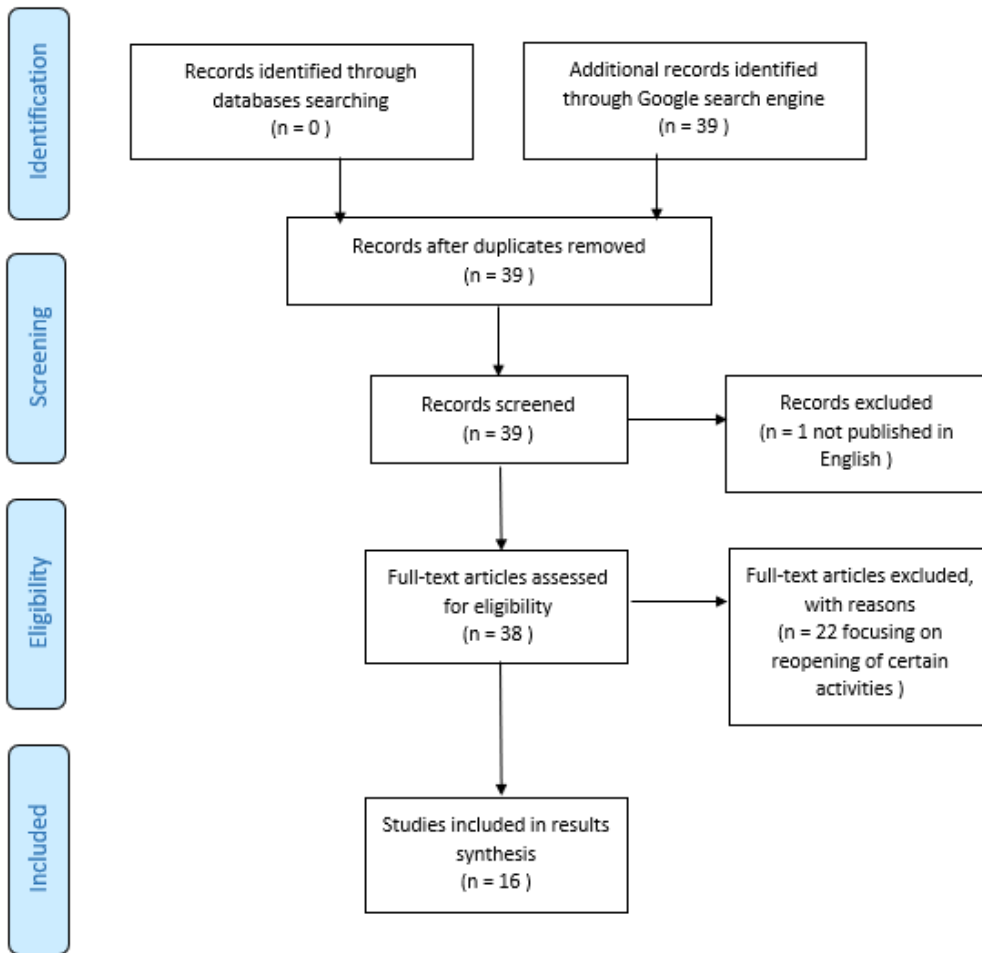 Identification
Records identified through
databases searching
(n = 0 )
Additional records identified
through Google search engine
(n = 39 )
Records after duplicates removed
(n = 39 )
Screening
Records screened
(n = 39 )
Records excluded
(n = 1 not published in
English )
Eligibility
Full-text articles assessed
for eligibility
(n = 38 )
Full-text articles excluded,
with reasons
(n = 22 focusing on
reopening of certain
activities )
Included
Studies included in results
synthesis
(n = 16 )